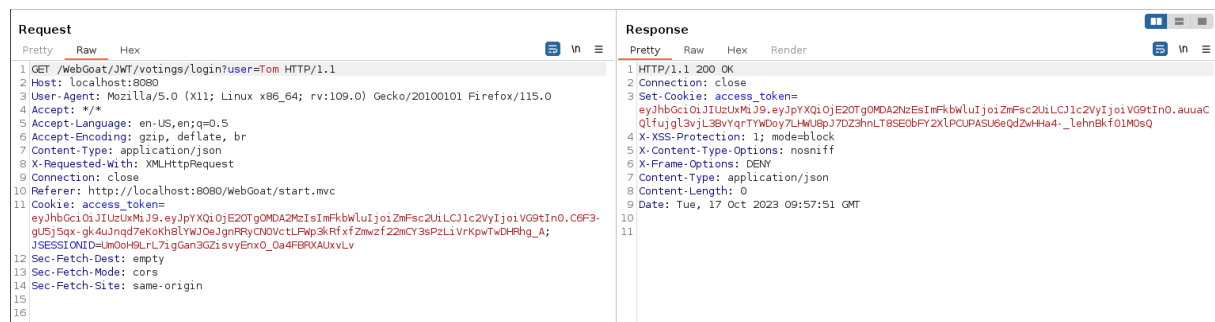 Request
Pretty Raw Hex \n
1 GET /WebGoat/JWT/votings/login?user=Tom HTTP/1.1
2 Host: localhost:8080
3 User-Agent: Mozilla/5.0 (X11; Linux x86_64; rv:109.0) Gecko/20100101 Firefox/115.0
4 Accept: */*
5 Accept-Language: en-US,en;q=0.5
6 Accept-Encoding: gzip, deflate, br
7 Content-Type: application/json
8 X-Requested-With: XMLHttpRequest
9 Connection: close
10 Referer: http://localhost:8080/WebGoat/start.mvc
11 Cookie: access_token=
eyJhbGciOiJIUzUxMiJ9.eyJpYXQiOjE2OTg0MDA2MzIsImFkbWluIjoiZmFsc2UiLCJ1c2VyIjoiVG9tIn0.C6F3-
gU5j5qx-gk4uJnqd7eKoKh8lYWJOeJgnRRyCNOVctLFWp3kRfxfZmwzf22mCY3sPzLiVrKpwTwDHRhg_A;
JSESSIONID=UmOoH9LrL7igGan3GZisvyEnx0_Oa4FBRXAUxvLv
12 Sec-Fetch-Dest: empty
13 Sec-Fetch-Mode: cors
14 Sec-Fetch-Site: same-origin
15
16
Response
Pretty Raw Hex Render \n
1 HTTP/1.1 200 OK
2 Connection: close
3 Set-Cookie: access_token=
eyJhbGciOiJIUzUxMiJ9.eyJpYXQiOjE2OTg0MDA2NzEsImFkbWluIjoiZmFsc2UiLCJ1c2VyIjoiVG9tIn0.auuaC
Qlfujgl3vjL3BvYqrTYWDoy7LHWU8pJ7DZ3hnLT8SEObFY2XlPCUPASU6eQdZwHHa4-_lehnBkf01MOsQ
4 X-XSS-Protection: 1; mode=block
5 X-Content-Type-Options: nosniff
6 X-Frame-Options: DENY
7 Content-Type: application/json
8 Content-Length: 0
9 Date: Tue, 17 Oct 2023 09:57:51 GMT
10
11